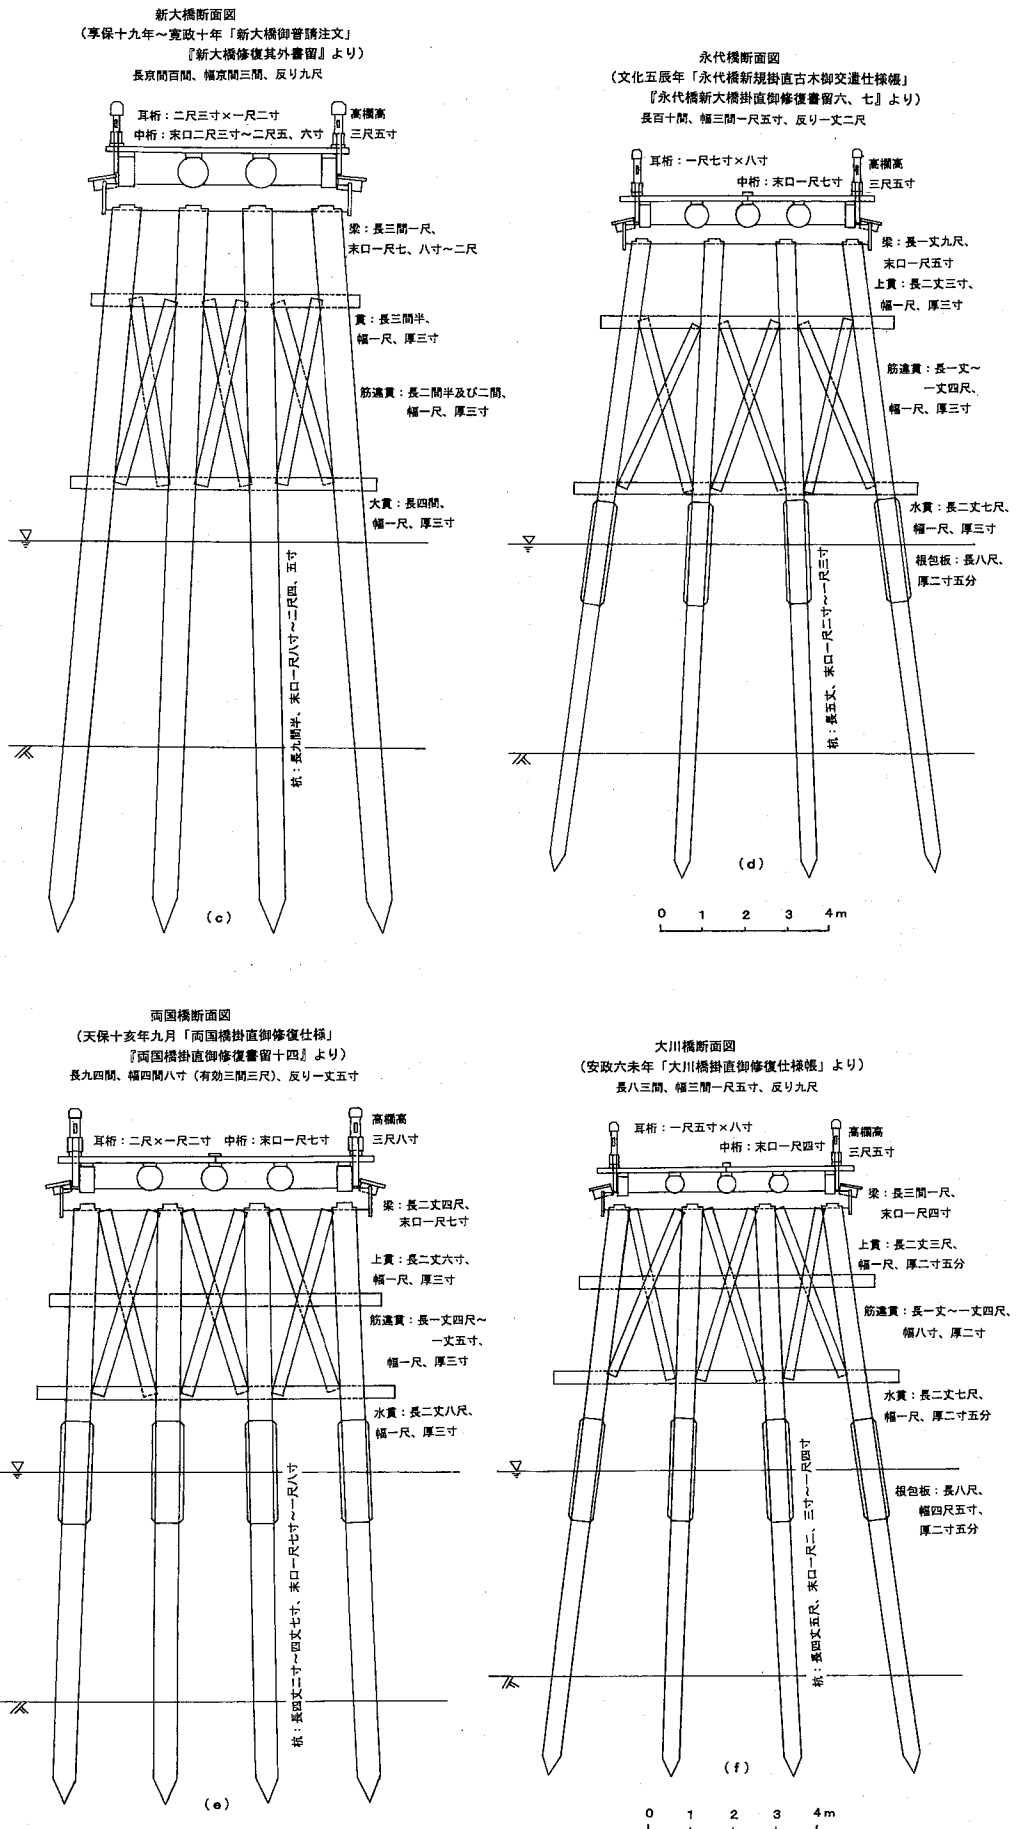 新大橋断面図
(享保十九年〜寛政十年「新大橋御普請注文」
『新大橋修復其外書留』より)
長京間百間、幅京間三間、反り九尺
耳桁:二尺三寸×一尺二寸
中桁:末口二尺三寸〜二尺五、六寸
高欄高
三尺五寸
梁:長三間一尺、
末口一尺七、八寸〜二尺
貫:長三間半、
幅一尺、厚三寸
筋違貫:長二間半及び二間、
幅一尺、厚三寸
大貫:長四間、
幅一尺、厚三寸
杭:長九間半、末口一尺八寸〜二尺四、五寸
(c)
永代橋断面図
(文化五辰年「永代橋新規掛直古木御交遣仕様帳」
『永代橋新大橋掛直御修復書留六、七』より)
長百十間、幅三間一尺五寸、反り一丈二尺
耳桁:一尺七寸×八寸
中桁:末口一尺七寸
高欄高
三尺五寸
梁:長一丈九尺、
末口一尺五寸
上貫:長二丈三寸、
幅一尺、厚三寸
筋違貫:長一丈〜
一丈四尺、
幅一尺、厚三寸
水貫:長二丈七尺、
幅一尺、厚三寸
根包板:長八尺、
厚二寸五分
杭:長五丈、末口一尺二寸〜一尺三寸
(d)
0 1 2 3 4m
両国橋断面図
(天保十亥年九月「両国橋掛直御修復仕様」
『両国橋掛直御修復書留十四』より)
長九四間、幅四間八寸(有効三間三尺)、反り一丈五寸
耳桁:二尺×一尺二寸 中桁:末口一尺七寸
高欄高
三尺八寸
梁:長二丈四尺、
末口一尺七寸
上貫:長二丈六寸、
幅一尺、厚三寸
筋違貫:長一丈四尺〜
一丈五寸、
幅一尺、厚三寸
水貫:長二丈八尺、
幅一尺、厚三寸
杭:長四丈二寸〜四丈七寸、末口一尺七寸〜一尺八寸
(e)
大川橋断面図
(安政六未年「大川橋掛直御修復仕様帳」より)
長八三間、幅三間一尺五寸、反り九尺
耳桁:一尺五寸×八寸
中桁:末口一尺四寸
高欄高
三尺五寸
梁:長三間一尺、
末口一尺四寸
上貫:長二丈三尺、
幅一尺、厚二寸五分
筋違貫:長一丈〜一丈四尺、
幅八寸、厚二寸
水貫:長二丈七尺、
幅一尺、厚二寸五分
根包板:長八尺、
幅四尺五寸、
厚二寸五分
杭:長四丈五尺、末口一尺二、三寸〜一尺四寸
(f)
0 1 2 3 4m